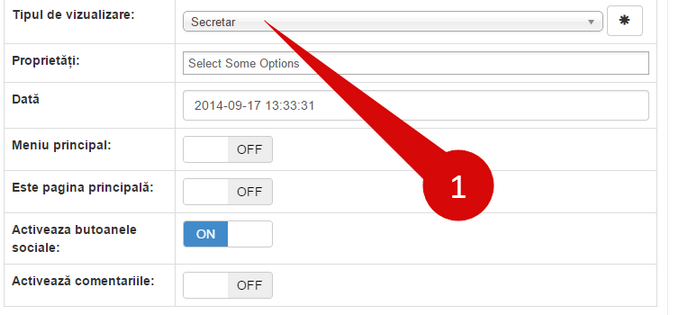 Tipul de vizualizare:
Secretar
Proprietăți:
Select Some Options
Dată
2014-09-17 13:33:31
Meniu principal:
OFF
Este pagina principală:
OFF
Activeaza butoanele
sociale:
ON
Activează comentariile:
OFF
1